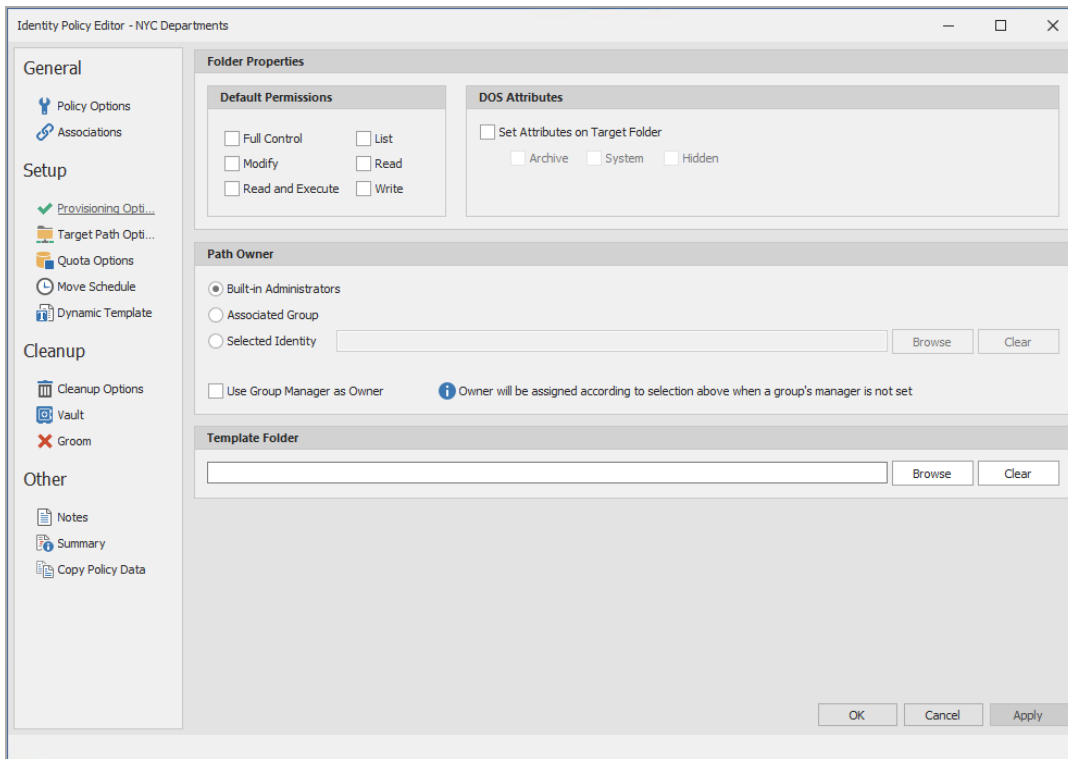 Identity Policy Editor - NYC Departments
General
Policy Options
Associations
Setup
Provisioning Opti...
Target Path Opti...
Quota Options
Move Schedule
Dynamic Template
Cleanup
Cleanup Options
Vault
Groom
Other
Notes
Summary
Copy Policy Data
Folder Properties
Default Permissions
Full Control List
Modify Read
Read and Execute Write
DOS Attributes
Set Attributes on Target Folder
Archive System Hidden
Path Owner
Built-in Administrators
Associated Group
Selected Identity Browse Clear
Use Group Manager as Owner Owner will be assigned according to selection above when a group's manager is not set
Template Folder
Browse Clear
OK Cancel Apply